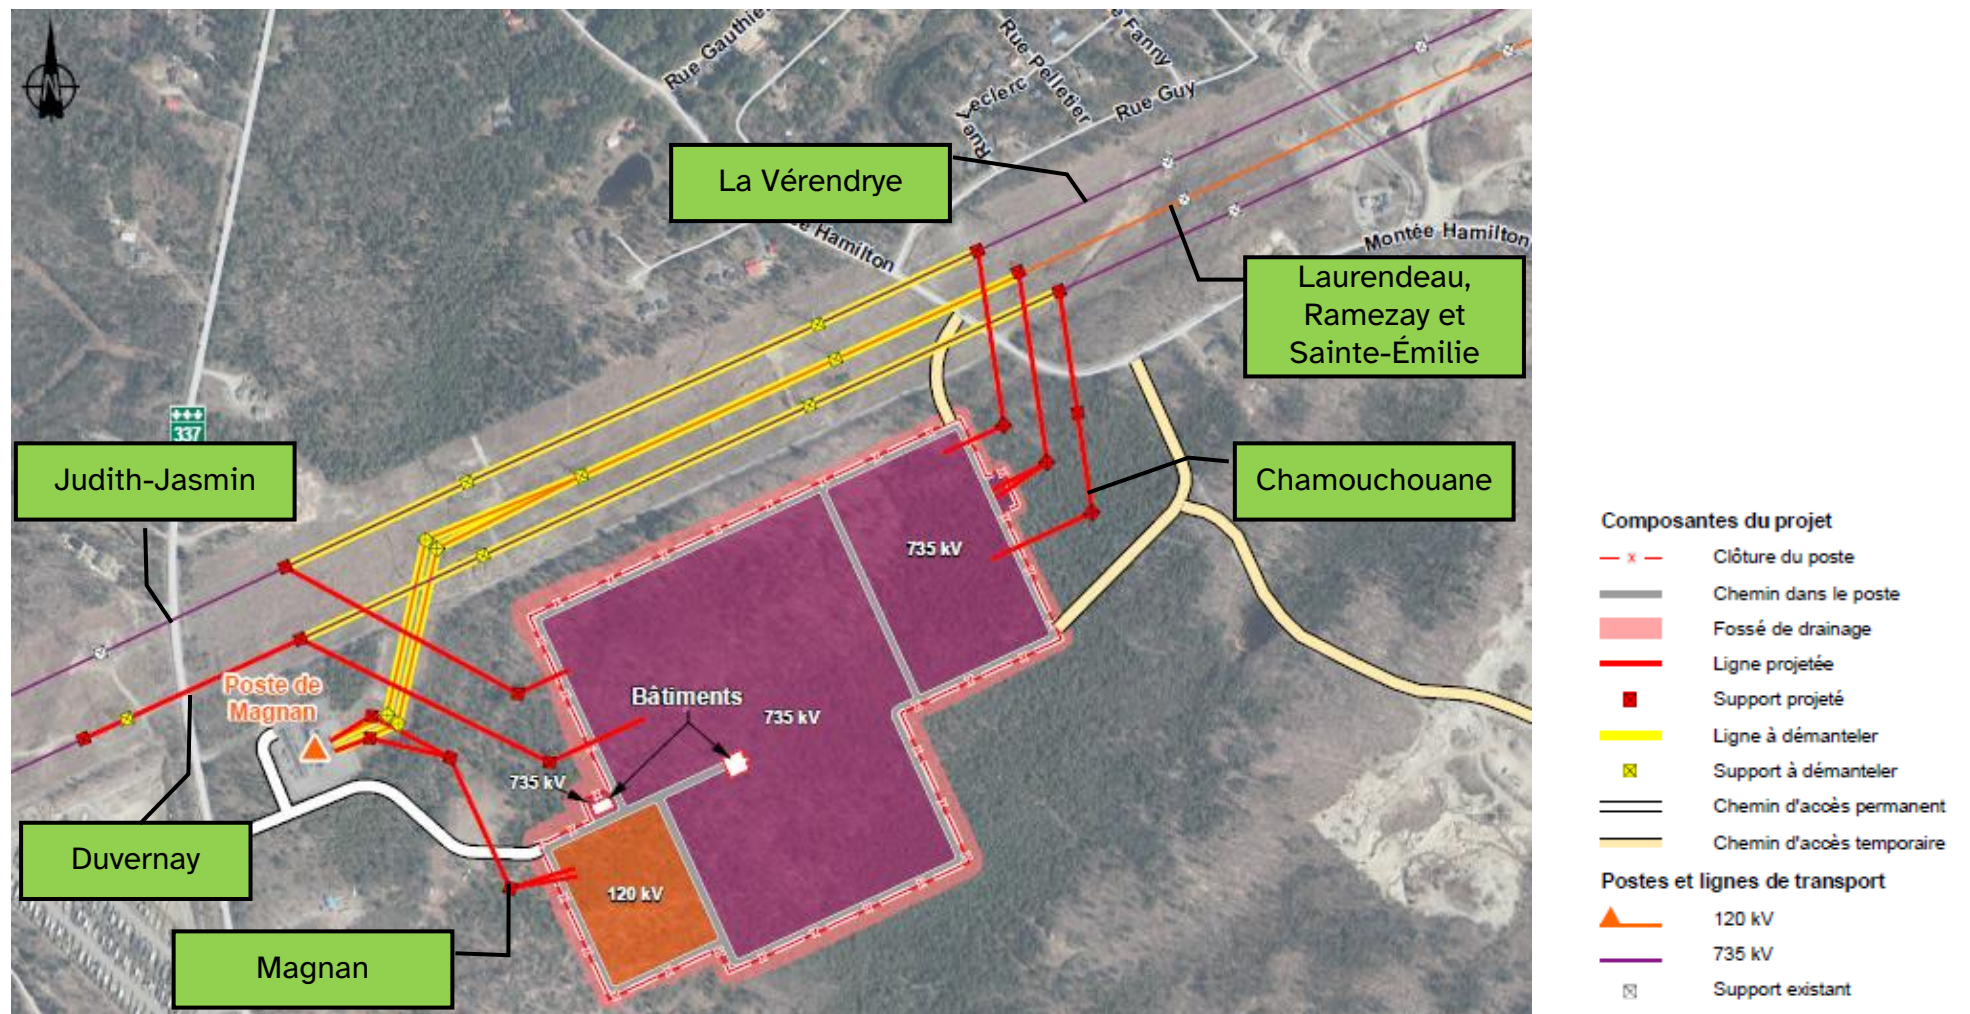 N
Rue Gauthier
Rue Pelletier
e Fanny
Rue Leclerc
Rue Guy
La Vérendrye
e Hamilton
Montée Hamilton
Laurendeau,
Ramezay et
Sainte-Émilie
337
Judith-Jasmin
Chamouchouane
735 kV
Poste de
Magnan
Bâtiments
735 kV
735 kV
Duvernay
120 kV
Magnan
Composantes du projet
Clôture du poste
Chemin dans le poste
Fossé de drainage
Ligne projetée
Support projeté
Ligne à démanteler
Support à démanteler
Chemin d'accès permanent
Chemin d'accès temporaire
Postes et lignes de transport
120 kV
735 kV
Support existant